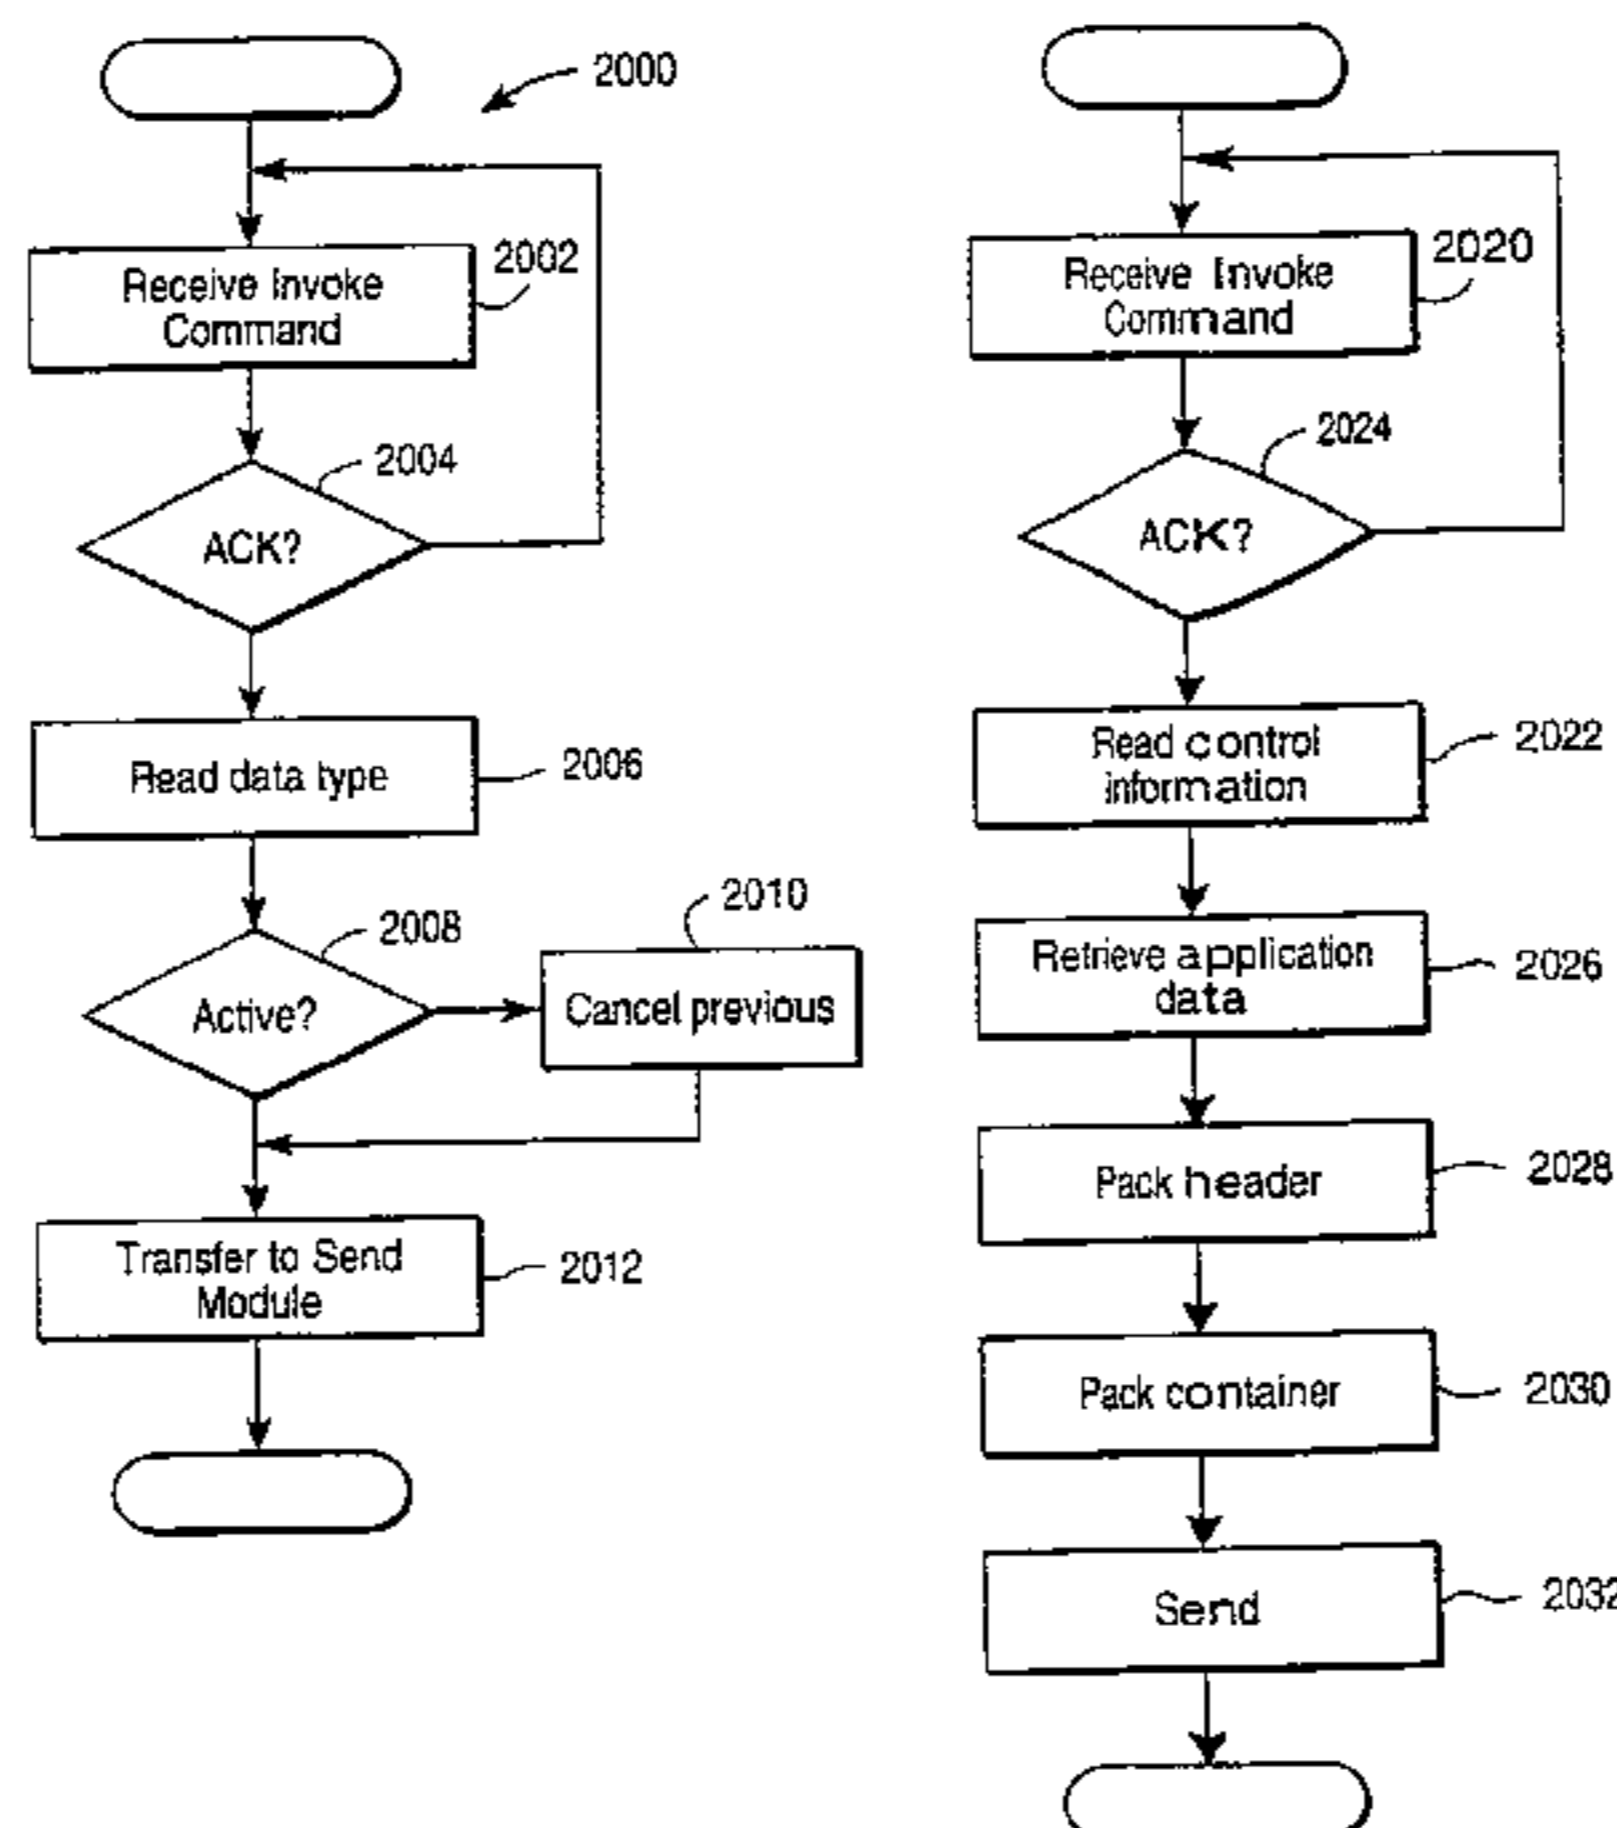 2000
Receive Invoke
Command
2002
ACK?
2004
Read data type
2006
Active?
2008
Cancel previous
2010
Transfer to Send
Module
2012
Receive Invoke
Command
2020
ACK?
2024
Read control
information
2022
Retrieve application
data
2026
Pack header
2028
Pack container
2030
Send
2032